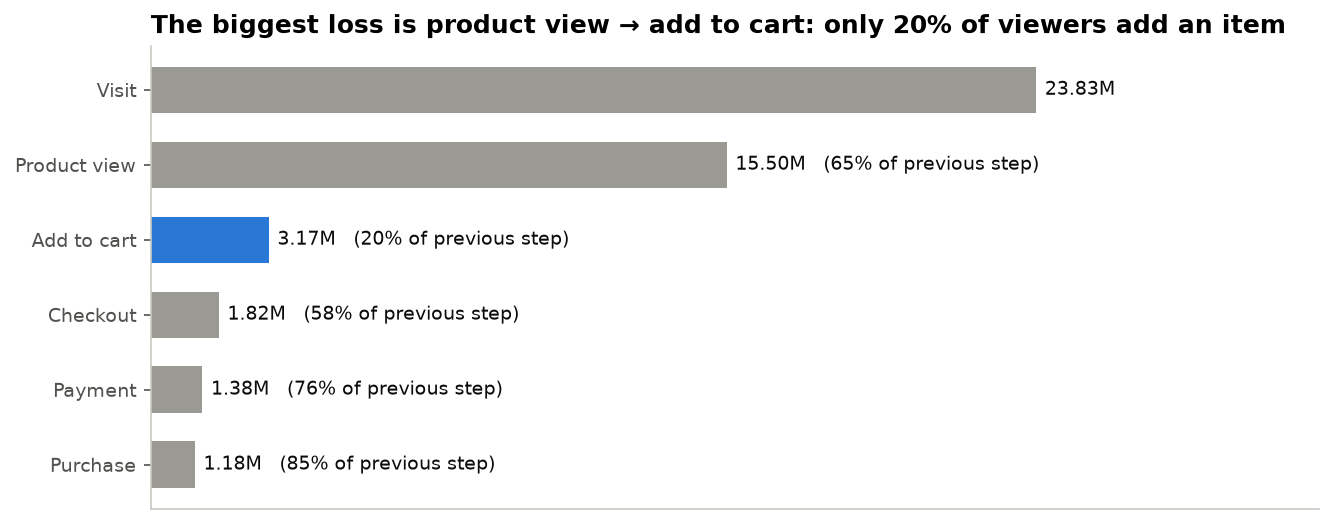 The biggest loss is product view → add to cart: only 20% of viewers add an item
Visit 23.83M
Product view 15.50M (65% of previous step)
Add to cart 3.17M (20% of previous step)
Checkout 1.82M (58% of previous step)
Payment 1.38M (76% of previous step)
Purchase 1.18M (85% of previous step)